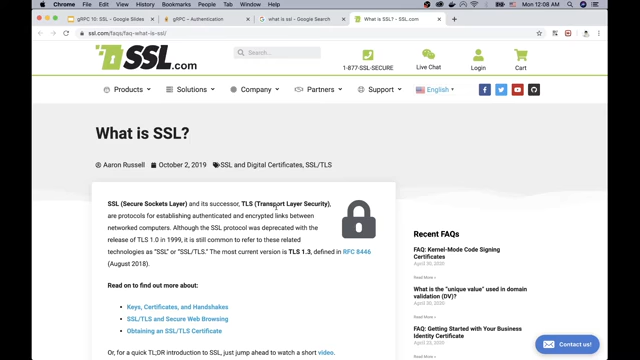 Chrome File Edit View History Bookmarks People Tab Window Help
Mon 12:08 AM
gRPC 10: SSL - Google Slides
gRPC – Authentication
what is ssl - Google Search
What is SSL? - SSL.com
ssl.com/faqs/faq-what-is-ssl/
SSL.com
Search
1-877-SSL-SECURE
Live Chat
Login
Cart
Products
Solutions
Company
Partners
Support
English
What is SSL?
Aaron Russell October 2, 2019 SSL and Digital Certificates, SSL/TLS
SSL (Secure Sockets Layer) and its successor, TLS (Transport Layer Security),
are protocols for establishing authenticated and encrypted links between
networked computers. Although the SSL protocol was deprecated with the
release of TLS 1.0 in 1999, it is still common to refer to these related
technologies as “SSL” or “SSL/TLS.” The most current version is TLS 1.3, defined in RFC 8446
(August 2018).
Read on to find out more about:
Keys, Certificates, and Handshakes
SSL/TLS and Secure Web Browsing
Obtaining an SSL/TLS Certificate
Or, for a quick TL;DR introduction to SSL, just jump ahead to watch a short video.
Recent FAQs
FAQ: Kernel-Mode Code Signing
Certificates
April 30, 2020
Read More »
What is the “unique value” used in domain
validation (DV)?
April 30, 2020
Read More »
FAQ: Getting Started with Your Business
Identity Certificate
Contact us!